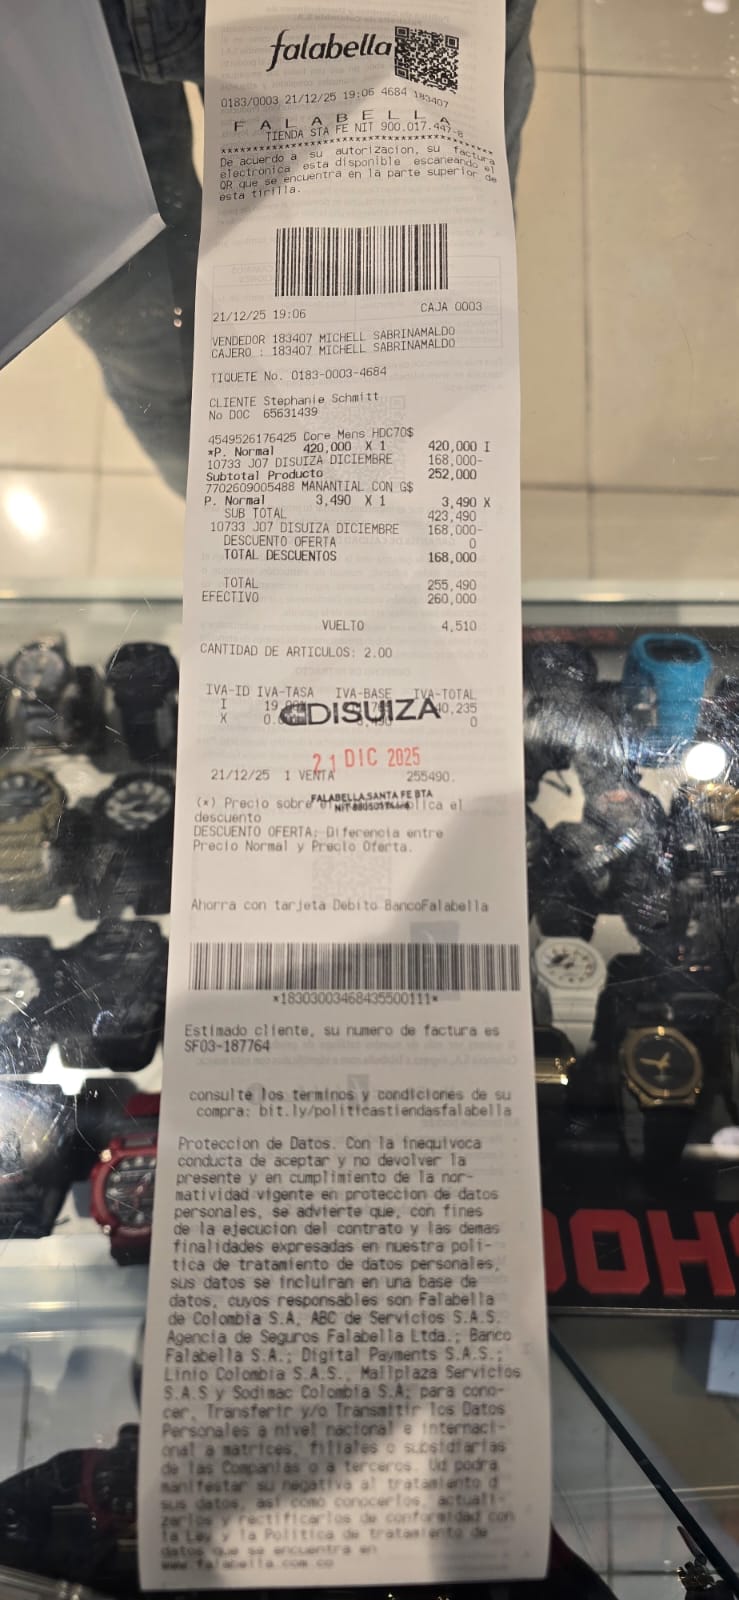 falabella
0183/0003 21/12/25 19:06 4684 183407
F A L A B E L L A
TIENDA STA FE NIT 900.017.447-8
****************************************
De acuerdo a su autorizacion, su factura
electronica esta disponible escaneando el
QR que se encuentra en la parte superior de
esta tirilla.
21/12/25 19:06 CAJA 0003
VENDEDOR 183407 MICHELL SABRINAMALDO
CAJERO : 183407 MICHELL SABRINAMALDO
TIQUETE No. 0183-0003-4684
CLIENTE Stephanie Schmitt
No DOC 65631439
4549526176425 Core Mens HDC70$
*P. Normal 420,000 X 1 420,000 I
10733 J07 DISUIZA DICIEMBRE 168,000-
Subtotal Producto 252,000
7702609005488 MANANTIAL CON G$
P. Normal 3,490 X 1 3,490 X
SUB TOTAL 423,490
10733 J07 DISUIZA DICIEMBRE 168,000-
DESCUENTO OFERTA 0
TOTAL DESCUENTOS 168,000
TOTAL 255,490
EFECTIVO 260,000
VUELTO 4,510
CANTIDAD DE ARTICULOS: 2.00
IVA-ID IVA-TASA IVA-BASE IVA-TOTAL
I 40,235
X 0
DISUIZA
21 DIC 2025
21/12/25 1 VENTA 255490.
FALABELLA SANTA FE BTA
(*) Precio sobre el
descuento
DESCUENTO OFERTA: Diferencia entre
Precio Normal y Precio Oferta.
Ahorra con tarjeta Debito BancoFalabella
*18303003468435500111*
Estimado cliente, su numero de factura es
SF03-187764
consulte los terminos y condiciones de su
compra: bit.ly/politicastiendasfalabella
Proteccion de Datos. Con la inequivoca
conducta de aceptar y no devolver la
presente y en cumplimiento de la nor-
matividad vigente en proteccion de datos
personales, se advierte que, con fines
de la ejecucion del contrato y las demas
finalidades expresadas en nuestra poli-
tica de tratamiento de datos personales,
sus datos se incluiran en una base de
datos, cuyos responsables son Falabella
de Colombia S.A, ABC de Servicios S.A.S.
Agencia de Seguros Falabella Ltda.; Banco
Falabella S.A.; Digital Payments S.A.S.;
Linio Colombia S.A.S., Mallplaza Servicios
S.A.S y Sodimac Colombia S.A; para cono-
cer, Transferir y/o Transmitir los Datos
Personales a nivel nacional e internaci-
onal a matrices, filiales o subsidiarias
de las Companias o a terceros. Ud podra
manifestar su negativa al tratamiento d
sus datos, asi como conocerlos, actuali-
zarlos y rectificarlos de conformidad con
la Ley y la Politica de tratamiento de
datos que se encuentra en
www.falabella.com.co